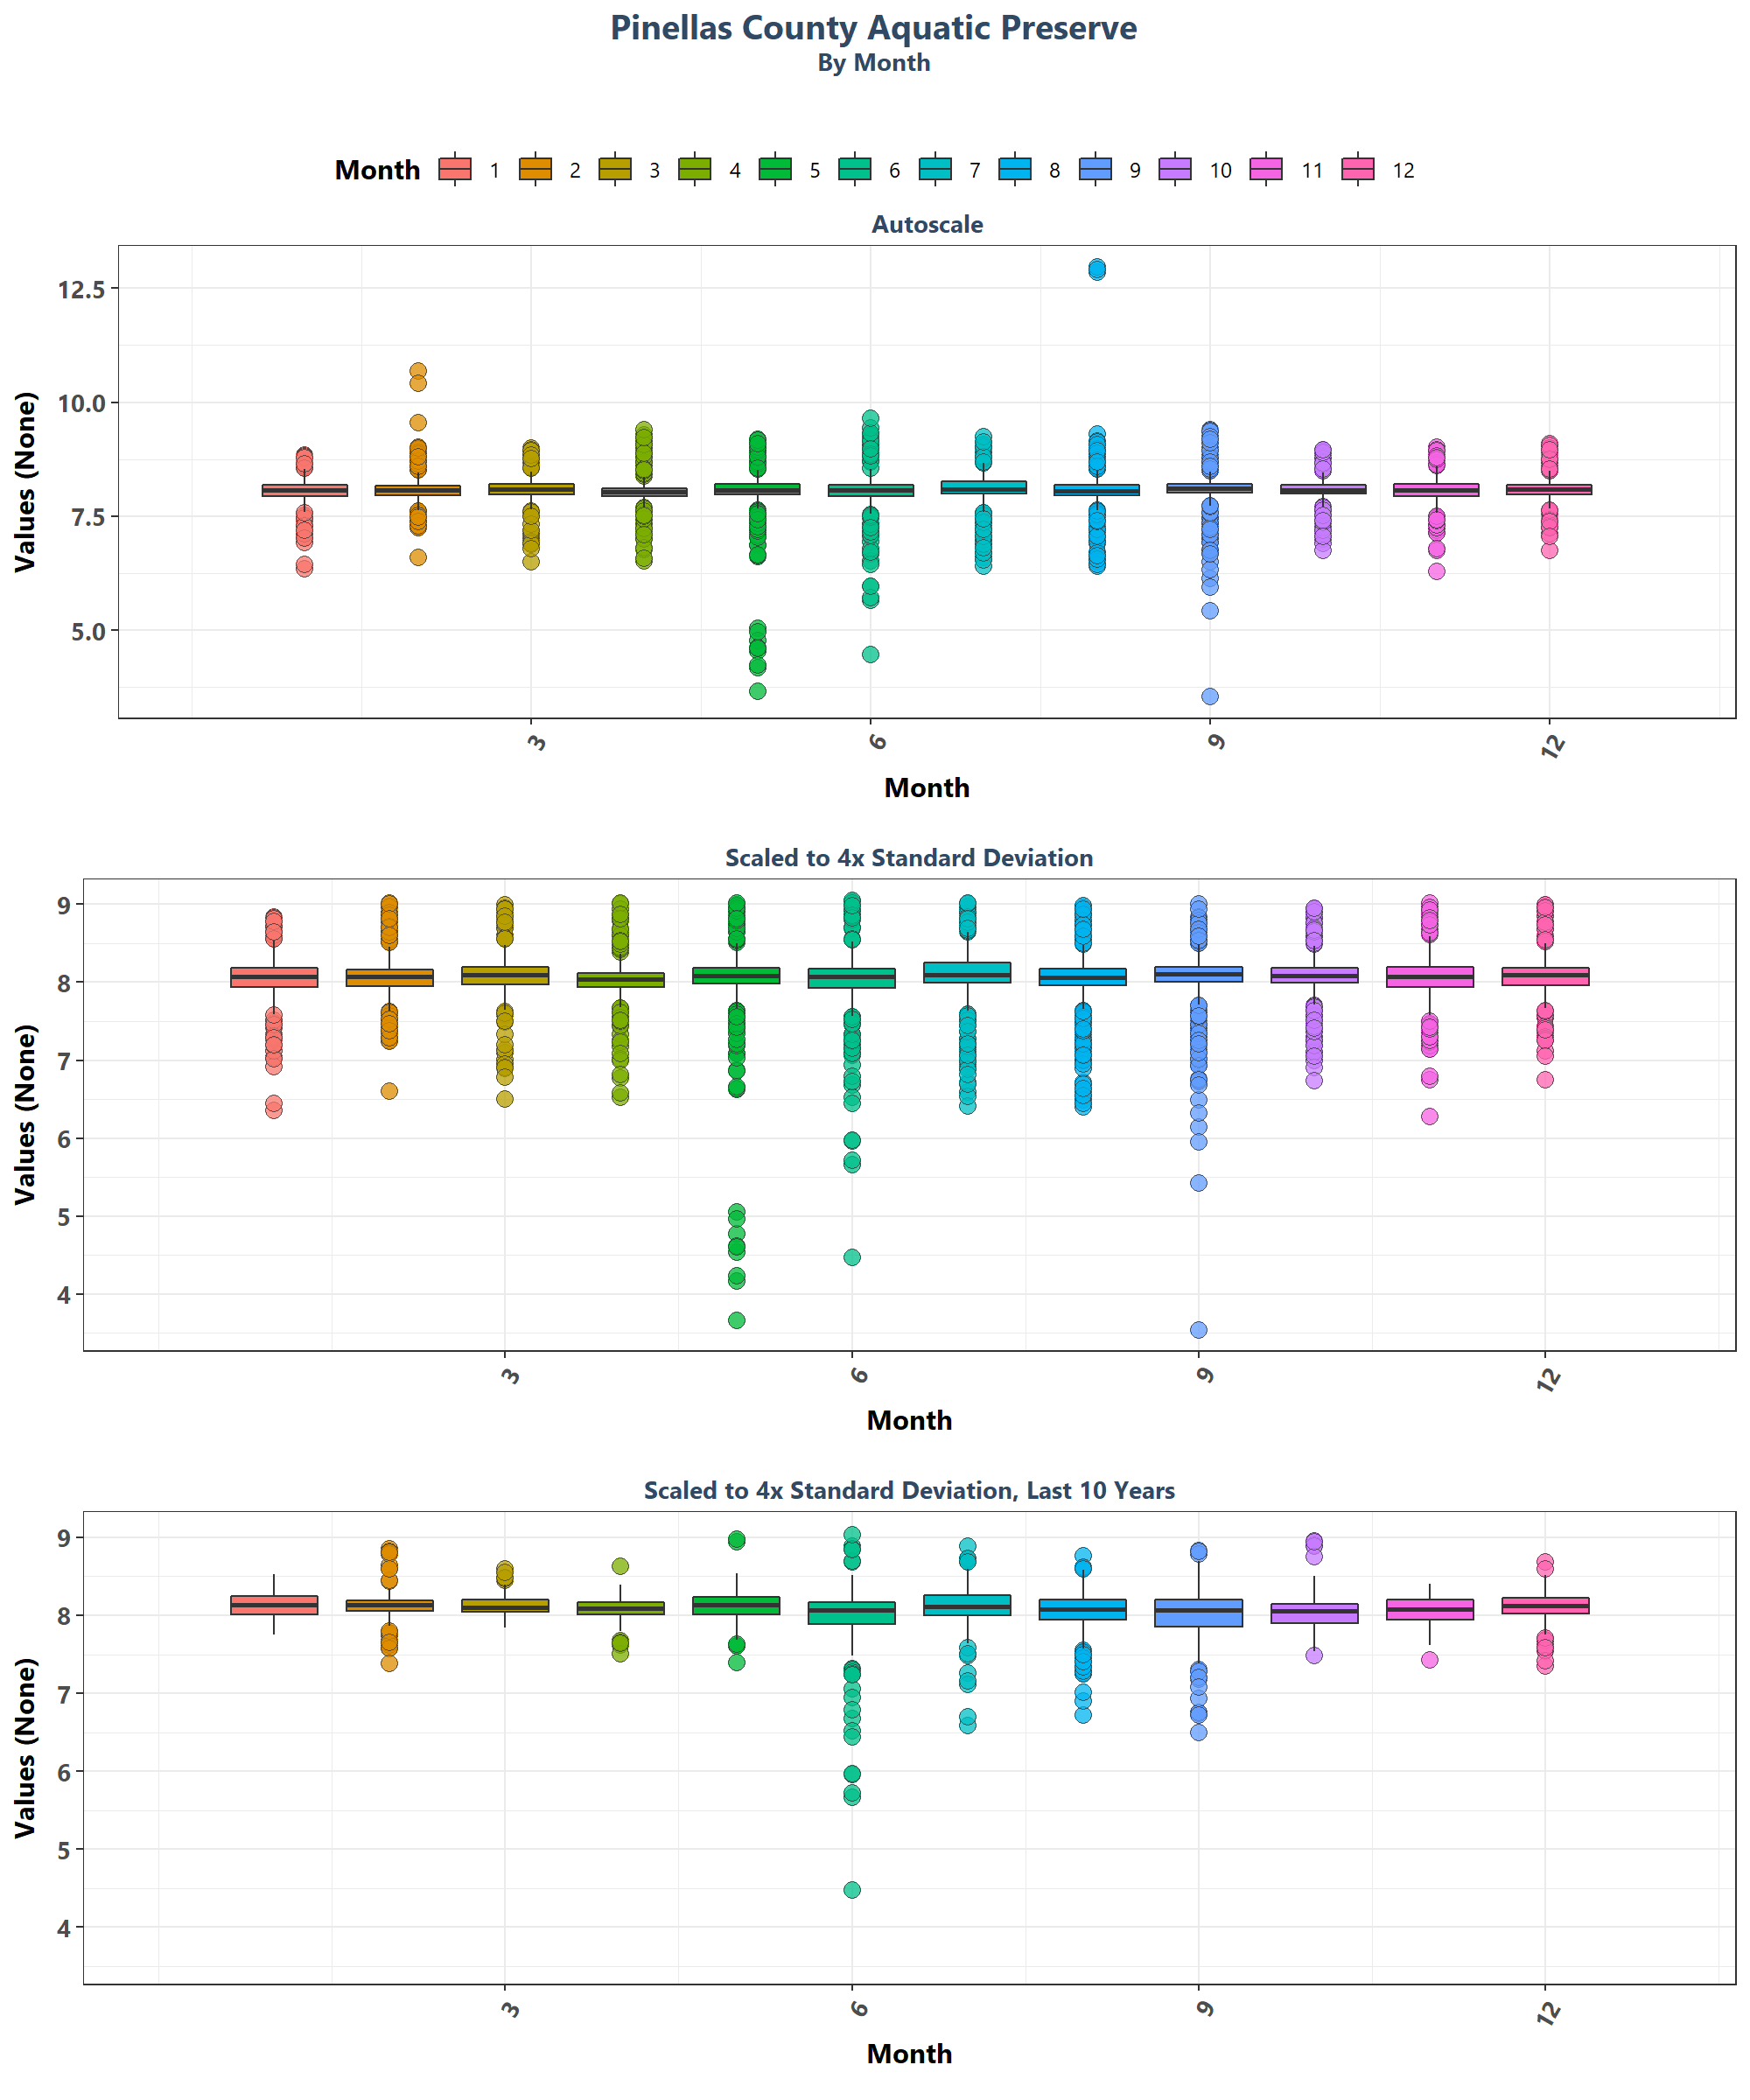 Pinellas County Aquatic Preserve
By Month
Month 1 2 3 4 5 6 7 8 9 10 11 12
Autoscale
Values (None)
12.5
10.0
7.5
5.0
3 6 9 12
Month
Scaled to 4x Standard Deviation
Values (None)
9
8
7
6
5
4
3 6 9 12
Month
Scaled to 4x Standard Deviation, Last 10 Years
Values (None)
9
8
7
6
5
4
3 6 9 12
Month